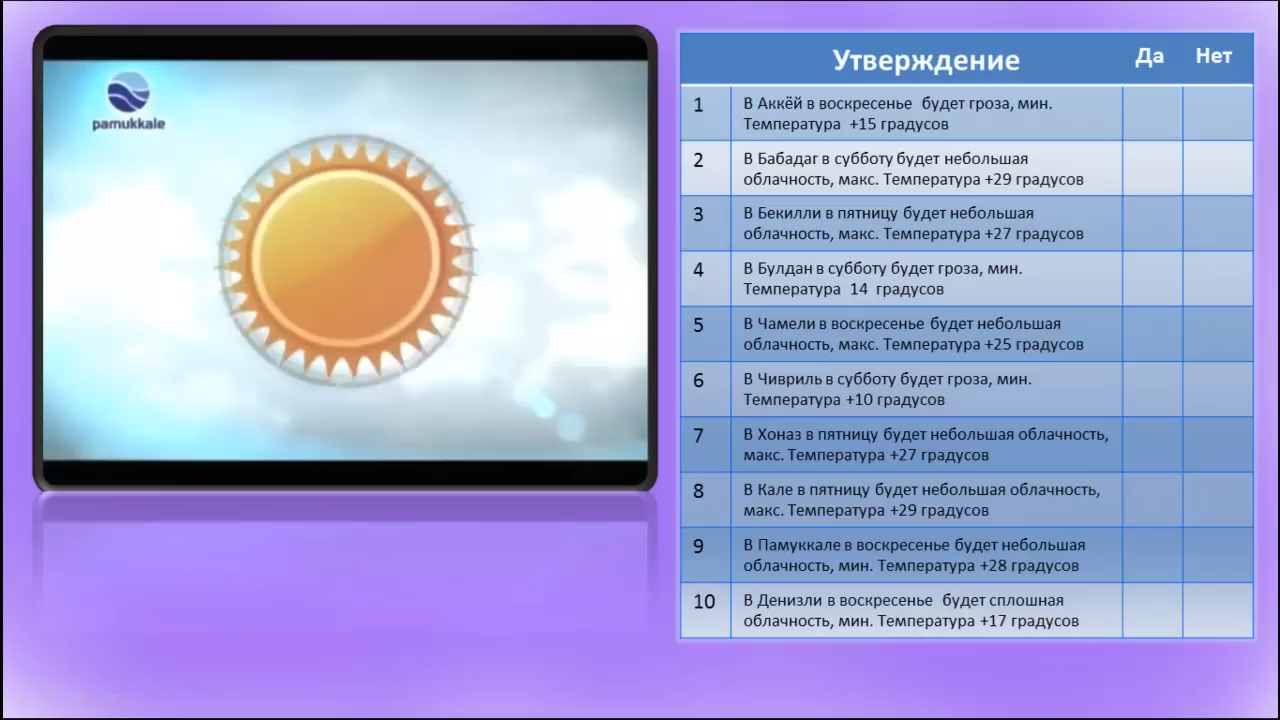 pamukkale
Утверждение Да Нет
1 В Аккёй в воскресенье будет гроза, мин.
Температура +15 градусов
2 В Бабадаг в субботу будет небольшая
облачность, макс. Температура +29 градусов
3 В Бекилли в пятницу будет небольшая
облачность, макс. Температура +27 градусов
4 В Булдан в субботу будет гроза, мин.
Температура 14 градусов
5 В Чамели в воскресенье будет небольшая
облачность, макс. Температура +25 градусов
6 В Чивриль в субботу будет гроза, мин.
Температура +10 градусов
7 В Хоназ в пятницу будет небольшая облачность,
макс. Температура +27 градусов
8 В Кале в пятницу будет небольшая облачность,
макс. Температура +29 градусов
9 В Памуккале в воскресенье будет небольшая
облачность, мин. Температура +28 градусов
10 В Денизли в воскресенье будет сплошная
облачность, мин. Температура +17 градусов